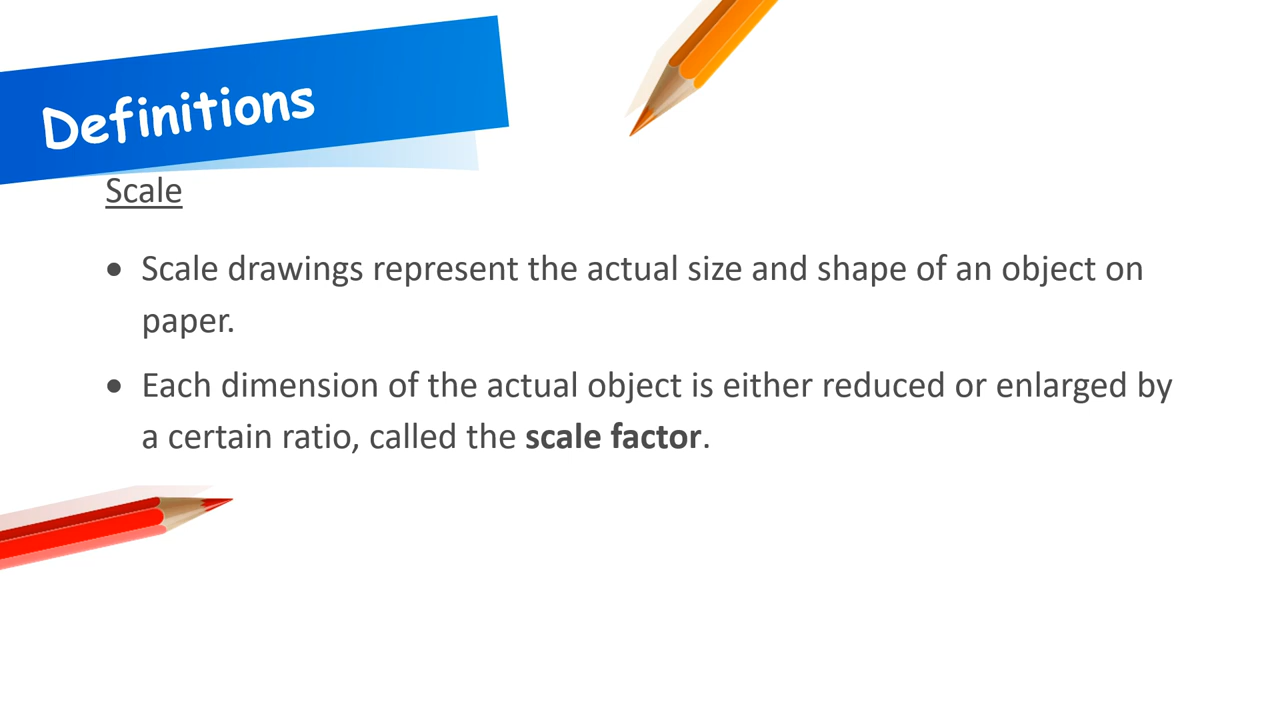 Definitions
Scale
• Scale drawings represent the actual size and shape of an object on
paper.
• Each dimension of the actual object is either reduced or enlarged by
a certain ratio, called the scale factor.